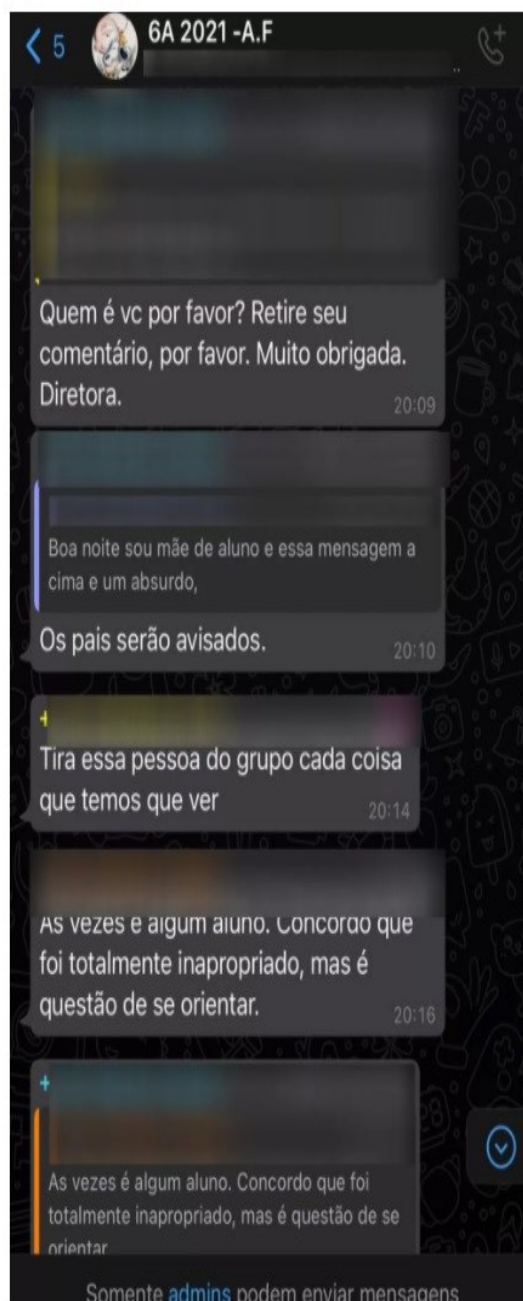 5
6A 2021 -A.F
Quem é vc por favor? Retire seu
comentário, por favor. Muito obrigada.
Diretora.
20:09
Boa noite sou mãe de aluno e essa mensagem a
cima e um absurdo,
Os pais serão avisados.
20:10
Tira essa pessoa do grupo cada coisa
que temos que ver
20:14
As vezes é algum aluno. Concordo que
foi totalmente inapropriado, mas é
questão de se orientar.
20:16
As vezes é algum aluno. Concordo que foi
totalmente inapropriado, mas é questão de se
orientar
Somente admins podem enviar mensagens